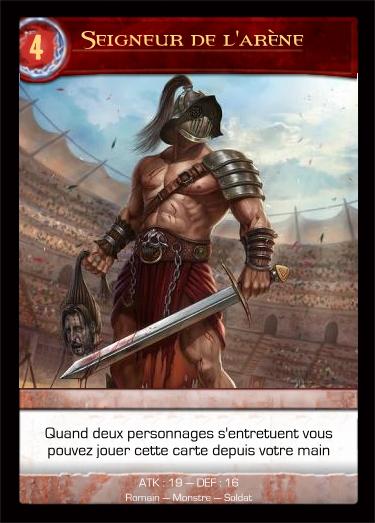 4
Seigneur de l'arène
Quand deux personnages s'entretuent vous
pouvez jouer cette carte depuis votre main
ATK : 19 — DEF : 16
Romain — Monstre — Soldat